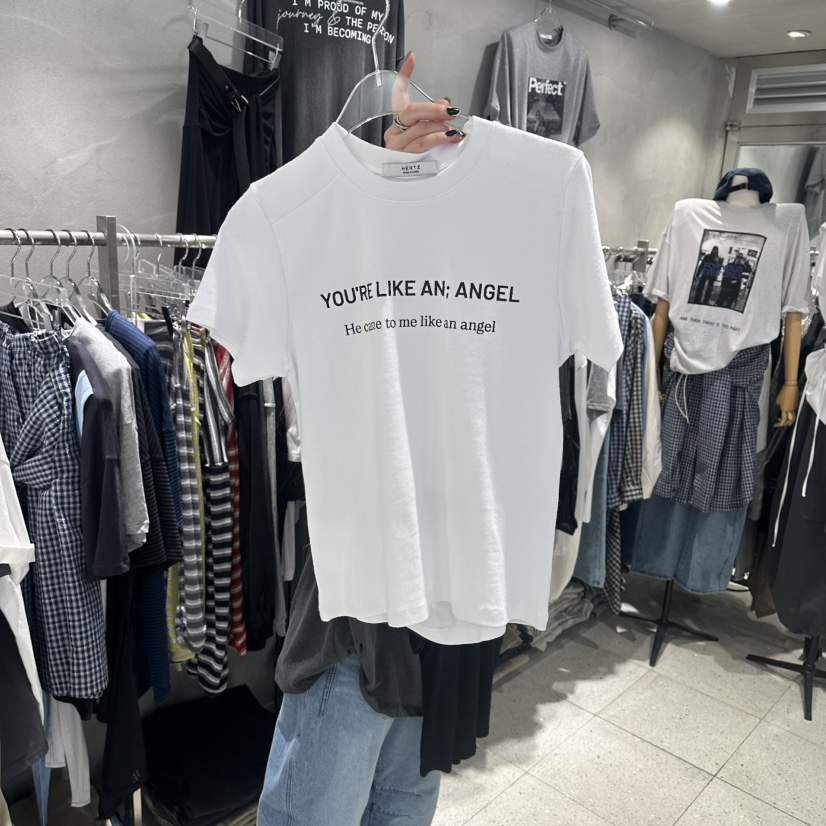 I'M PROUD OF MY
journey & THE PERSON
I'M BECOMING
Perfect
HERTZ
YOU'RE LIKE AN; ANGEL
He came to me like an angel